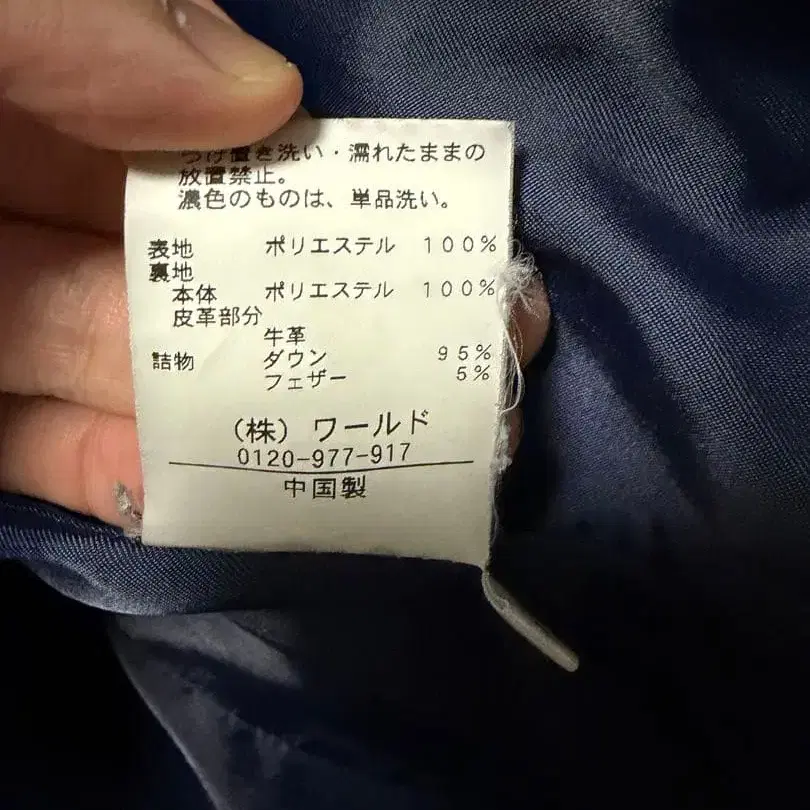 つけ置き洗い・濡れたままの
放置禁止。
濃色のものは、単品洗い。
表地 ポリエステル 100%
裏地
本体 ポリエステル 100%
皮革部分
牛革
詰物 ダウン 95%
フェザー 5%
(株) ワールド
0120-977-917
中国製